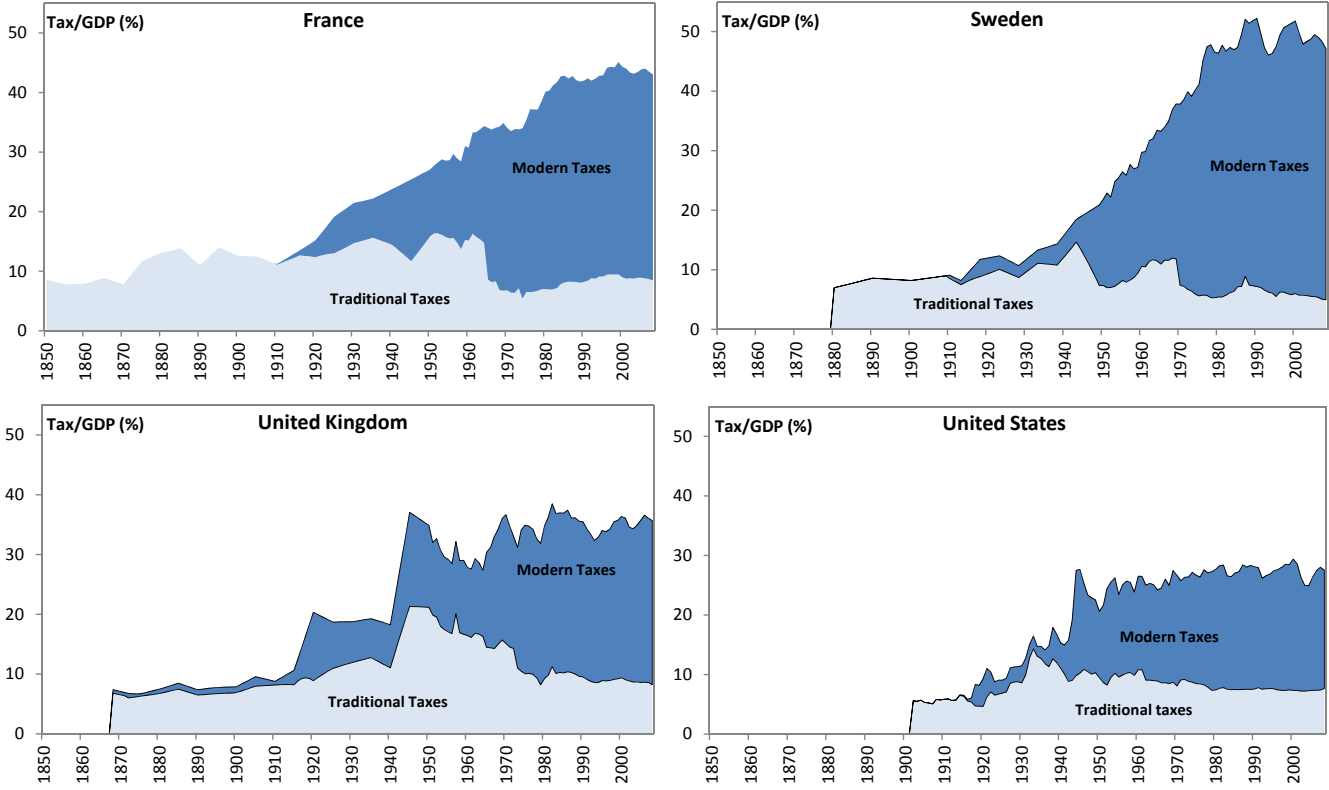 Tax/GDP (%)
France
50
40
30
20
10
0
Modern Taxes
Traditional Taxes
1850 1860 1870 1880 1890 1900 1910 1920 1930 1940 1950 1960 1970 1980 1990 2000
Tax/GDP (%)
Sweden
50
40
30
20
10
0
Modern Taxes
Traditional Taxes
1850 1860 1870 1880 1890 1900 1910 1920 1930 1940 1950 1960 1970 1980 1990 2000
Tax/GDP (%)
United Kingdom
50
40
30
20
10
0
Modern Taxes
Traditional Taxes
1850 1860 1870 1880 1890 1900 1910 1920 1930 1940 1950 1960 1970 1980 1990 2000
Tax/GDP (%)
United States
50
40
30
20
10
0
Modern Taxes
Traditional taxes
1850 1860 1870 1880 1890 1900 1910 1920 1930 1940 1950 1960 1970 1980 1990 2000